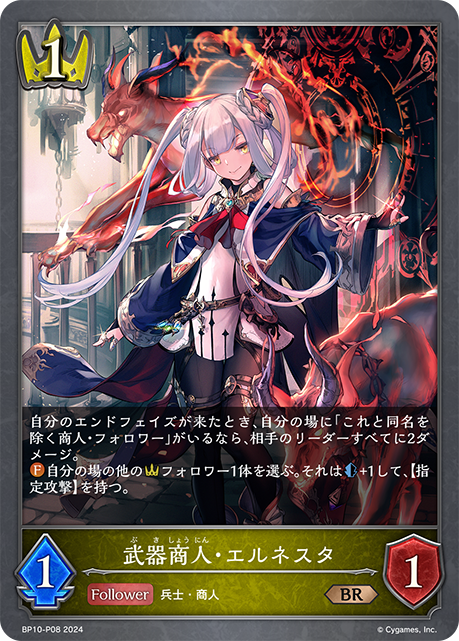 1
自分のエンドフェイズが来たとき、自分の場に「これと同名を
除く商人・フォロワー」がいるなら、相手のリーダーすべてに2ダ
メージ。
F 自分の場の他のフォロワー1体を選ぶ。それは+1して、【指
定攻撃】を持つ。
ぶ き しょう にん
武器商人・エルネスタ
1
Follower 兵士・商人
BR
1
BP10-P08 2024
© Cygames, Inc.